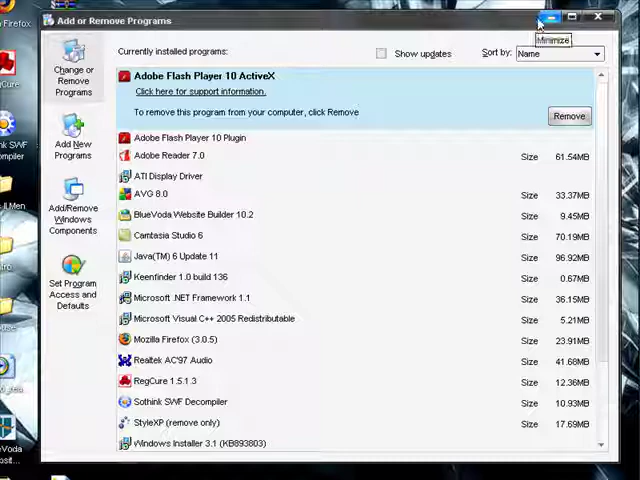 Add or Remove Programs
Minimize
Firefox
Change or
Remove
Programs
Currently installed programs:
Show updates
Sort by:
Name
Adobe Flash Player 10 ActiveX
Click here for support information.
To remove this program from your computer, click Remove
Remove
Adobe Flash Player 10 Plugin
Adobe Reader 7.0
Size
61.54MB
Add New
Programs
ATI Display Driver
AVG 8.0
Size
33.37MB
Add/Remove
Windows
Components
BlueVoda Website Builder 10.2
Size
9.45MB
Camtasia Studio 6
Size
70.19MB
Java(TM) 6 Update 11
Size
96.92MB
Keenfinder 1.0 build 136
Size
0.67MB
Set Program
Access and
Defaults
Microsoft .NET Framework 1.1
Size
36.15MB
Microsoft Visual C++ 2005 Redistributable
Size
5.21MB
Mozilla Firefox (3.0.5)
Size
23.91MB
Realtek AC'97 Audio
Size
41.68MB
RegCure 1.5.1.3
Size
12.36MB
Sothink SWF Decompiler
Size
10.93MB
StyleXP (remove only)
Size
17.69MB
Windows Installer 3.1 (KB893803)
gCure
hink SWF
compiler
s II.Men
eVoda